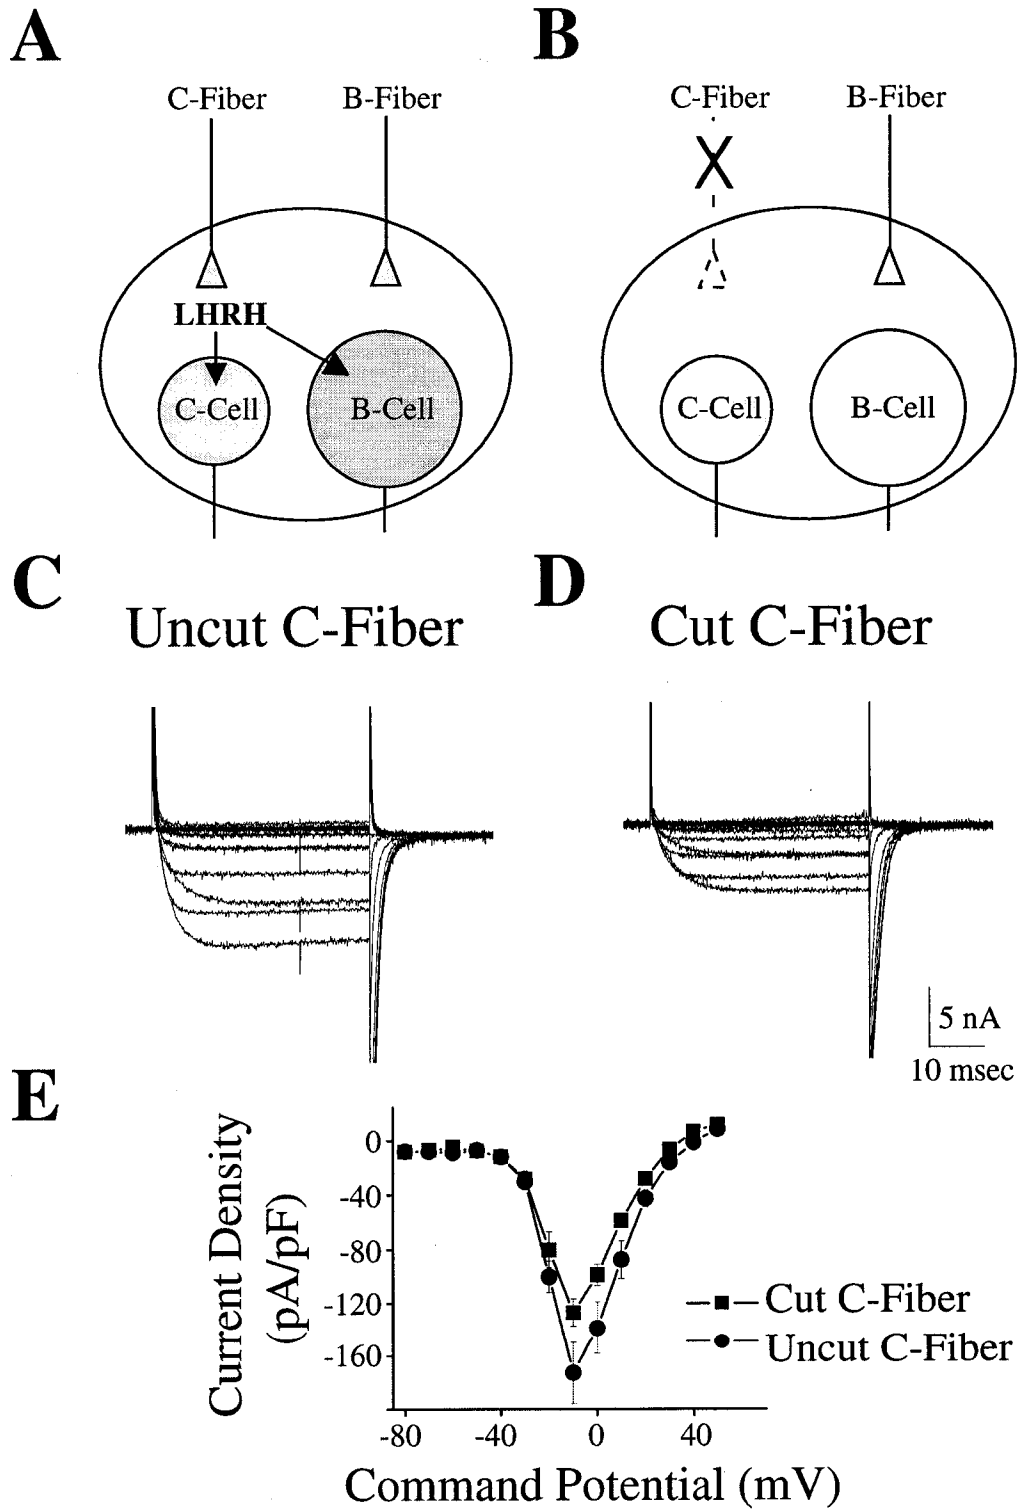 A
B
C-Fiber B-Fiber
C-Fiber B-Fiber
X
LHRH
C-Cell B-Cell
C-Cell B-Cell
C
D
Uncut C-Fiber
Cut C-Fiber
5 nA
10 msec
E
Current Density
(pA/pF)
0
-40
-80
-120
-160
-80 -40 0 40
Command Potential (mV)
Cut C-Fiber
Uncut C-Fiber